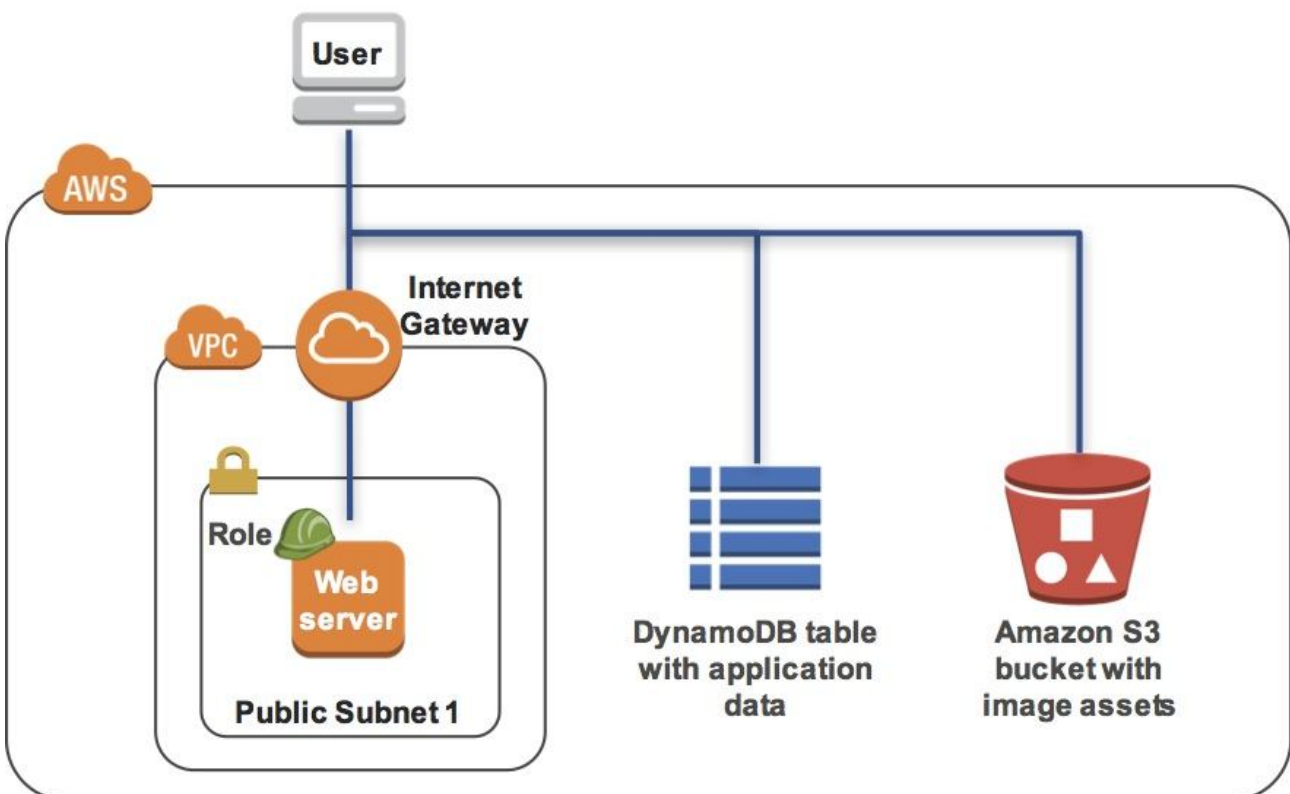 User
AWS
Internet
Gateway
VPC
Role
Web
server
Public Subnet 1
DynamoDB table
with application
data
Amazon S3
bucket with
image assets